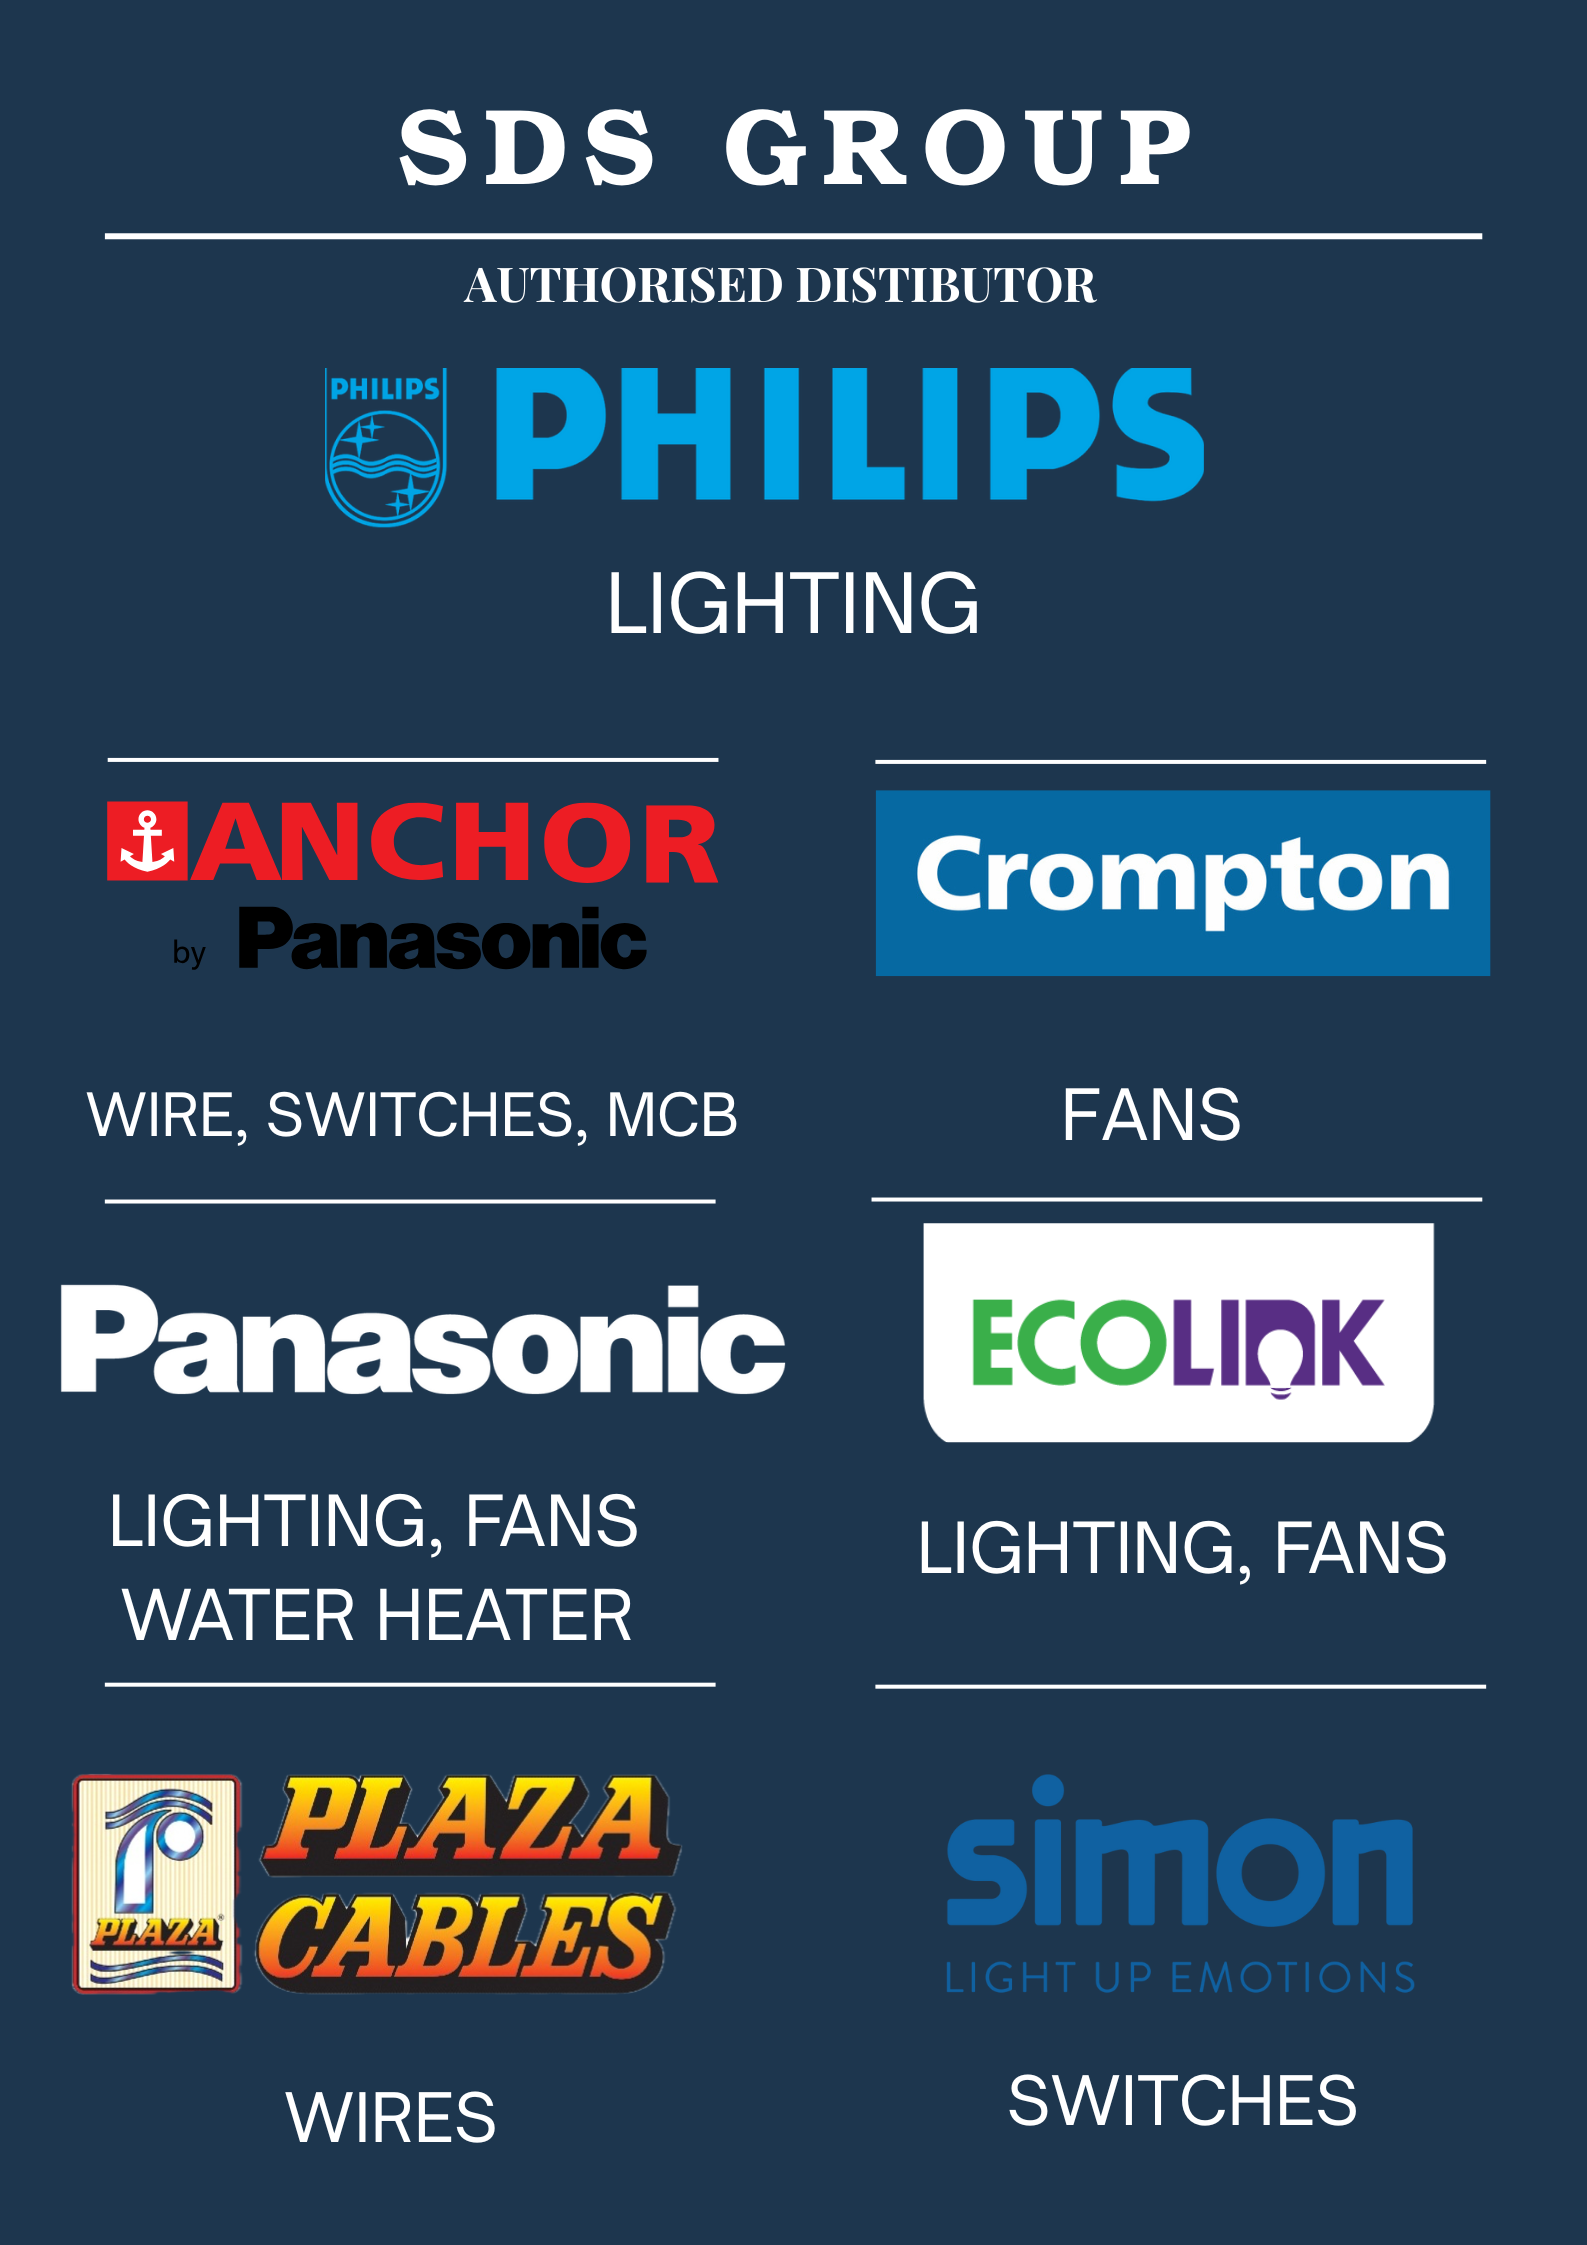 SDS GROUP
AUTHORISED DISTIBUTOR
PHILIPS
PHILIPS
LIGHTING
ANCHOR
by Panasonic
WIRE, SWITCHES, MCB
Crompton
FANS
Panasonic
LIGHTING, FANS
WATER HEATER
ECOLINK
LIGHTING, FANS
PLAZA
PLAZA
CABLES
WIRES
simon
LIGHT UP EMOTIONS
SWITCHES